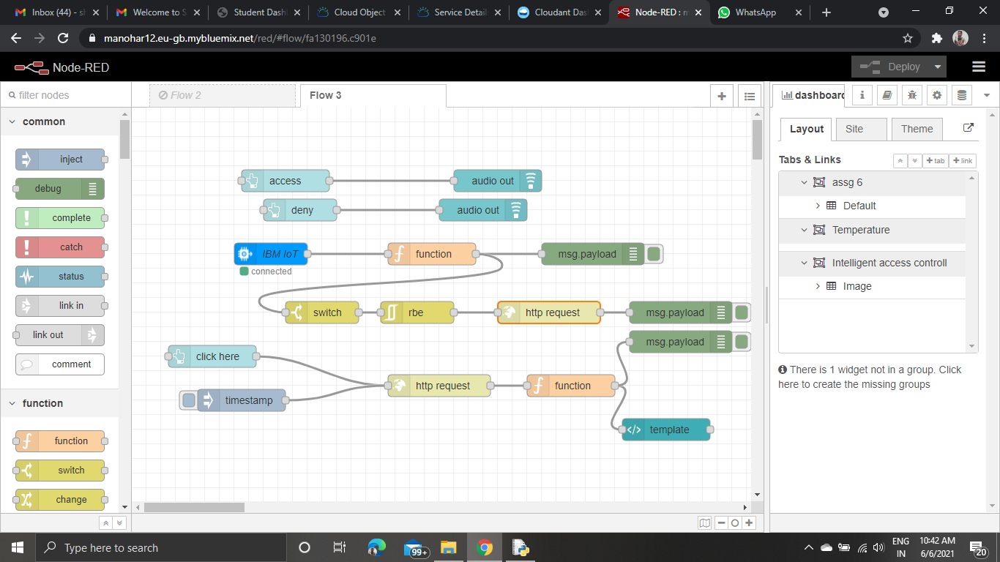 Inbox (44) - s
Welcome to S
Student Dash
Cloud Object
Service Detail
Cloudant Das
Node-RED : m
WhatsApp
manohar12.eu-gb.mybluemix.net/red/#flow/fa130196.c901e
Node-RED
Deploy
filter nodes
Flow 2
Flow 3
dashboard
common
inject
debug
complete
catch
status
link in
link out
comment
function
function
switch
change
access
audio out
deny
audio out
IBM IoT
function
msg.payload
connected
switch
rbe
http request
msg.payload
msg.payload
click here
http request
function
timestamp
template
Layout
Site
Theme
Tabs & Links
tab
link
assg 6
Default
Temperature
Intelligent access controll
Image
There is 1 widget not in a group. Click
here to create the missing groups
Type here to search
99+
ENG
IN
10:42 AM
6/6/2021
20